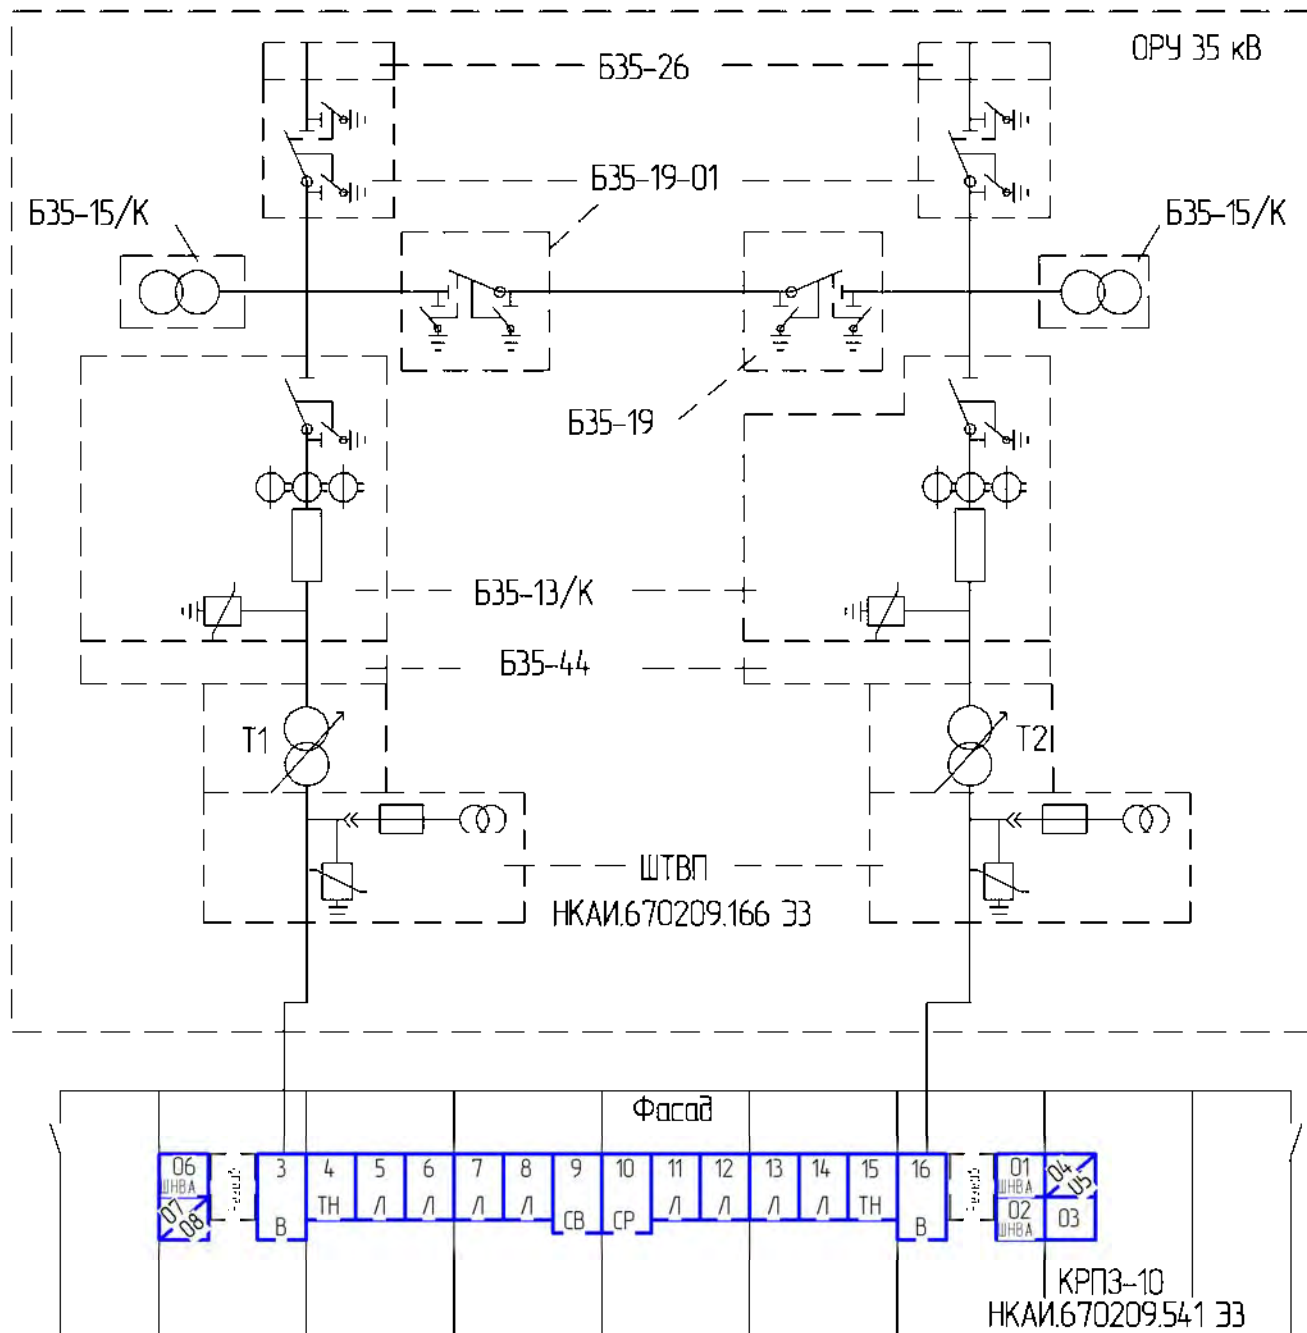 ОРУ 35 кВ
Б35-26
Б35-19-01
Б35-15/К
Б35-15/К
Б35-19
Б35-13/К
Б35-44
Т1
Т2
ШТВП
НКАИ.670209.166 ЭЗ
Фасад
06
ШНВА
07
08
3
В
4
ТН
5
Л
6
Л
7
Л
8
Л
9
СВ
10
СР
11
Л
12
Л
13
Л
14
Л
15
ТН
16
В
01
ШНВА
02
ШНВА
04
05
03
КРПЗ-10
НКАИ.670209.541 ЭЗ